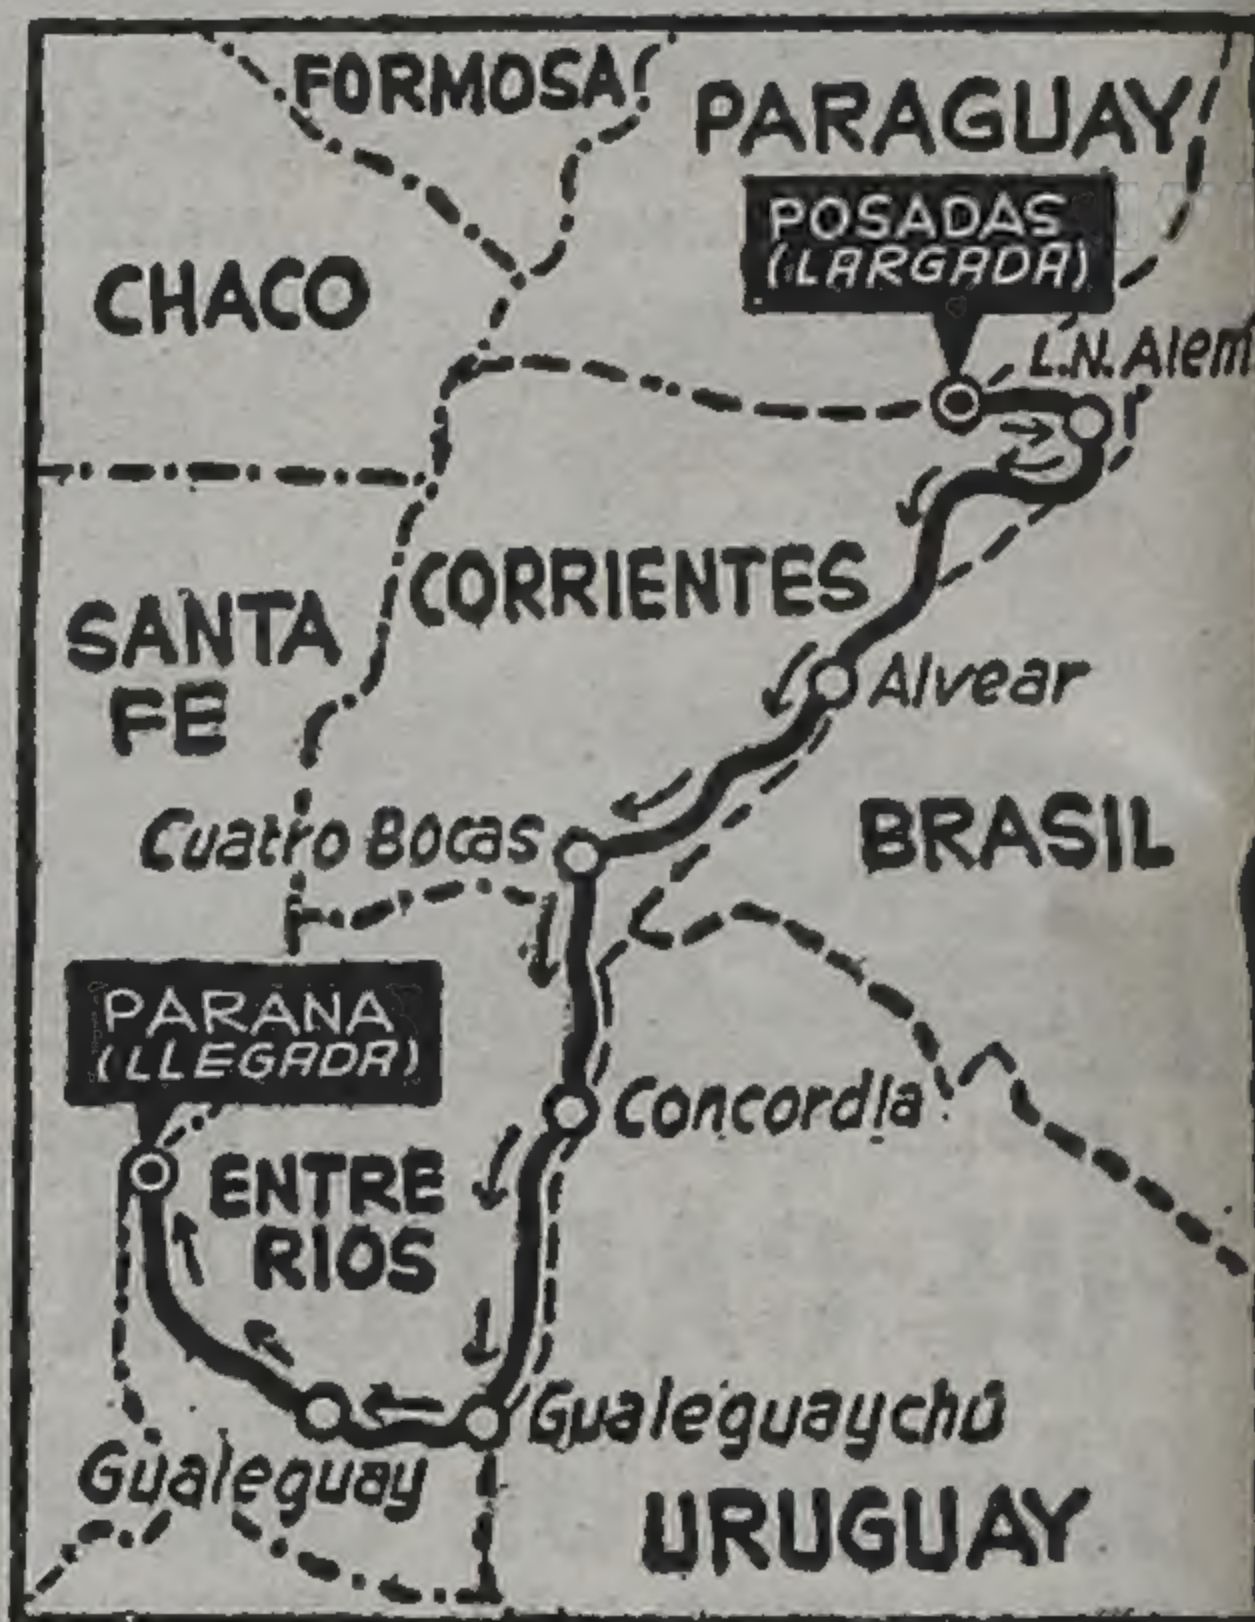 FORMOSA
PARAGUAY
POSADAS
(LARGADA)
CHACO
L.N. Alem
CORRIENTES
SANTA
FE
Alvear
Cuatro Bocas
BRASIL
PARANA
(LLEGADA)
Concordia
ENTRE
RIOS
Gualeguaychú
Gualeguay
URUGUAY